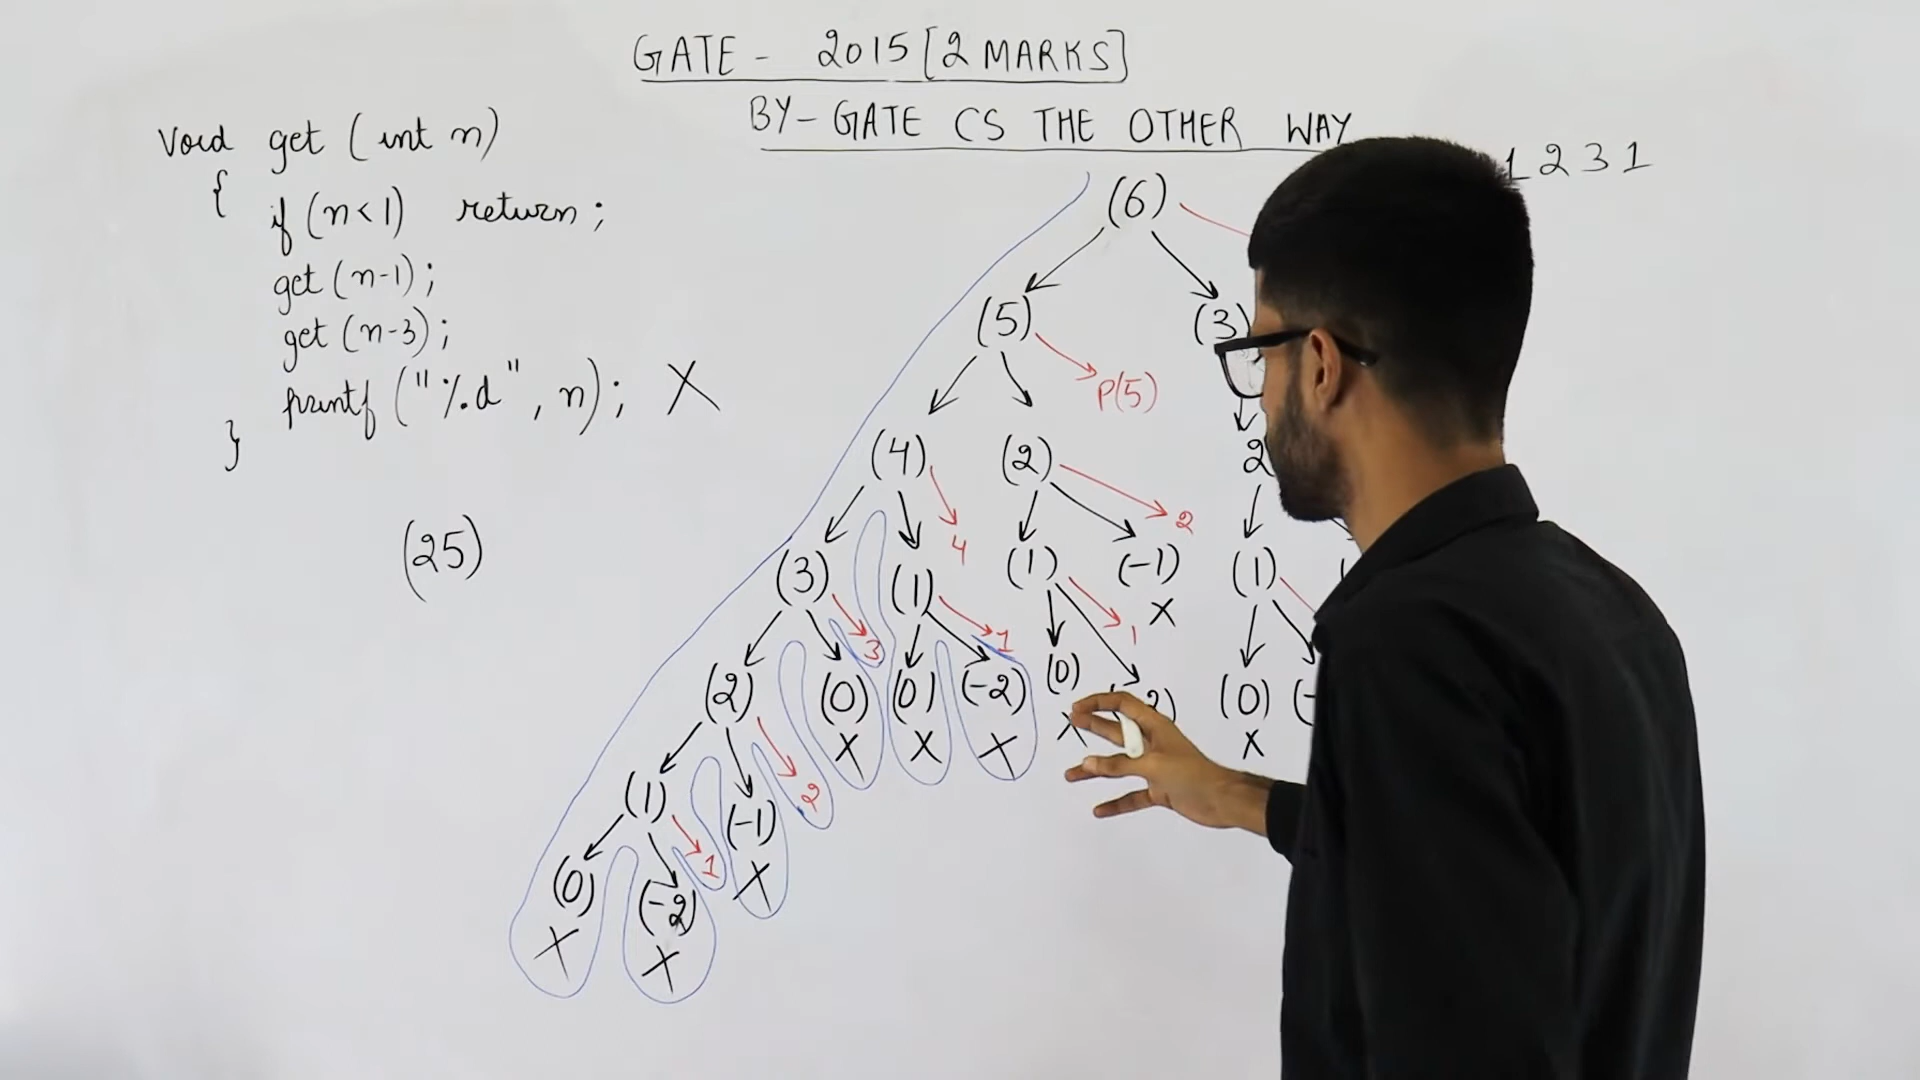 GATE - 2015 [2 MARKS]
BY - GATE CS THE OTHER WAY
1 2 3 1
void get (int n)
{ if (n<1) return ;
get (n-1) ;
get (n-3) ;
printf ("%d" , n) ; X
}
(25)
(6)
(5) (3)
P(5)
(4) (2) 2
4 2
(3) (1) (1) (-1) (1)
3 1 1 X
(2) (0) (0) (-2) (0) (0)
X X X X X
2
(1) (-1)
1 X
(0) (-2)
X X